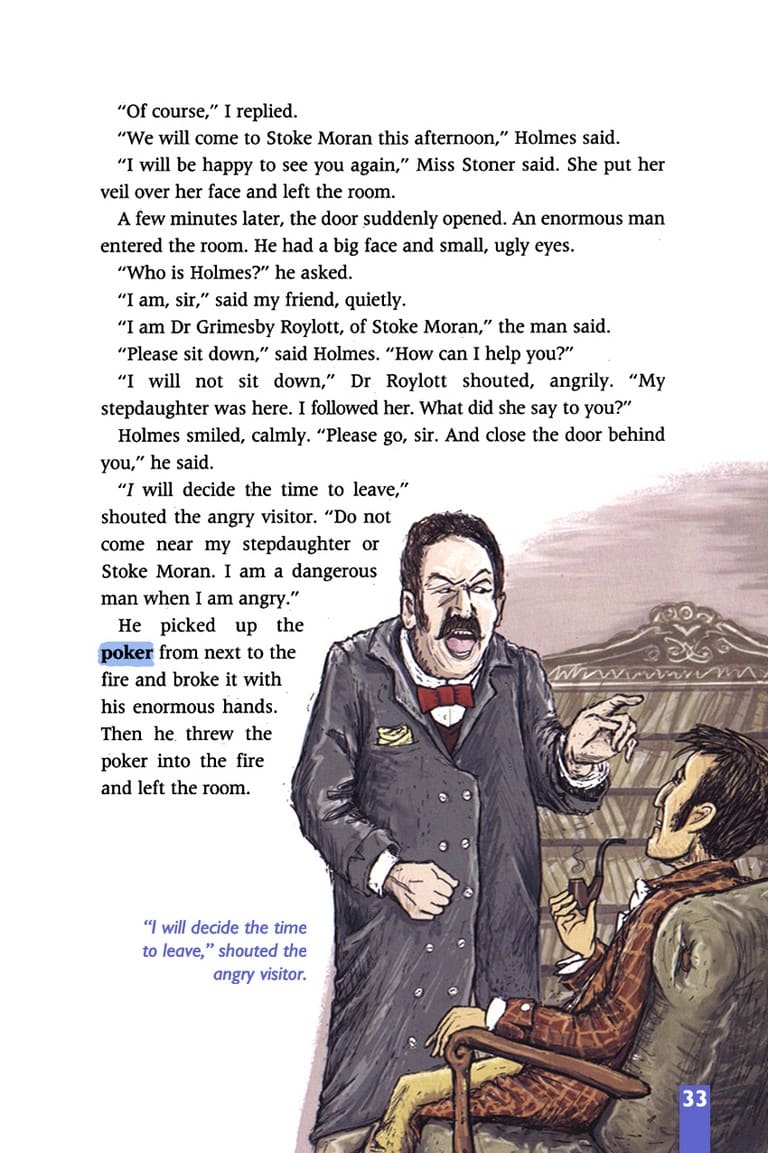 “Of course,” I replied.
“We will come to Stoke Moran this afternoon,” Holmes said.
“I will be happy to see you again,” Miss Stoner said. She put her
veil over her face and left the room.
A few minutes later, the door suddenly opened. An enormous man
entered the room. He had a big face and small, ugly eyes.
“Who is Holmes?” he asked.
“I am, sir,” said my friend, quietly.
“I am Dr Grimesby Roylott, of Stoke Moran,” the man said.
“Please sit down,” said Holmes. “How can I help you?”
“I will not sit down,” Dr Roylott shouted, angrily. “My
stepdaughter was here. I followed her. What did she say to you?”
Holmes smiled, calmly. “Please go, sir. And close the door behind
you,” he said.
“I will decide the time to leave,”
shouted the angry visitor. “Do not
come near my stepdaughter or
Stoke Moran. I am a dangerous
man when I am angry.”
He picked up the
poker from next to the
fire and broke it with
his enormous hands.
Then he threw the
poker into the fire
and left the room.
“I will decide the time
to leave,” shouted the
angry visitor.
33